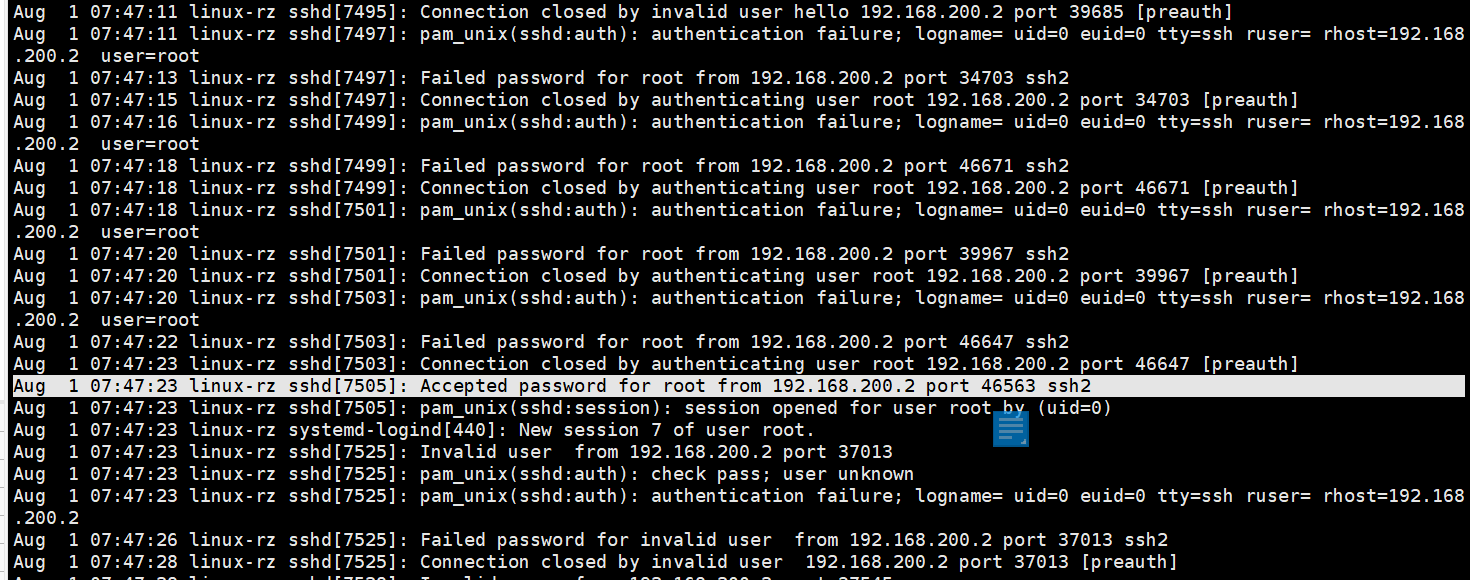 Aug  1 07:47:11 linux-rz sshd[7495]: Connection closed by invalid user hello 192.168.200.2 port 39685 [preauth]
Aug  1 07:47:11 linux-rz sshd[7497]: pam_unix(sshd:auth): authentication failure; logname= uid=0 euid=0 tty=ssh ruser= rhost=192.168
.200.2  user=root
Aug  1 07:47:13 linux-rz sshd[7497]: Failed password for root from 192.168.200.2 port 34703 ssh2
Aug  1 07:47:15 linux-rz sshd[7497]: Connection closed by authenticating user root 192.168.200.2 port 34703 [preauth]
Aug  1 07:47:16 linux-rz sshd[7499]: pam_unix(sshd:auth): authentication failure; logname= uid=0 euid=0 tty=ssh ruser= rhost=192.168
.200.2  user=root
Aug  1 07:47:18 linux-rz sshd[7499]: Failed password for root from 192.168.200.2 port 46671 ssh2
Aug  1 07:47:18 linux-rz sshd[7499]: Connection closed by authenticating user root 192.168.200.2 port 46671 [preauth]
Aug  1 07:47:18 linux-rz sshd[7501]: pam_unix(sshd:auth): authentication failure; logname= uid=0 euid=0 tty=ssh ruser= rhost=192.168
.200.2  user=root
Aug  1 07:47:20 linux-rz sshd[7501]: Failed password for root from 192.168.200.2 port 39967 ssh2
Aug  1 07:47:20 linux-rz sshd[7501]: Connection closed by authenticating user root 192.168.200.2 port 39967 [preauth]
Aug  1 07:47:20 linux-rz sshd[7503]: pam_unix(sshd:auth): authentication failure; logname= uid=0 euid=0 tty=ssh ruser= rhost=192.168
.200.2  user=root
Aug  1 07:47:22 linux-rz sshd[7503]: Failed password for root from 192.168.200.2 port 46647 ssh2
Aug  1 07:47:23 linux-rz sshd[7503]: Connection closed by authenticating user root 192.168.200.2 port 46647 [preauth]
Aug  1 07:47:23 linux-rz sshd[7505]: Accepted password for root from 192.168.200.2 port 46563 ssh2
Aug  1 07:47:23 linux-rz sshd[7505]: pam_unix(sshd:session): session opened for user root by (uid=0)
Aug  1 07:47:23 linux-rz systemd-logind[440]: New session 7 of user root.
Aug  1 07:47:23 linux-rz sshd[7525]: Invalid user  from 192.168.200.2 port 37013
Aug  1 07:47:23 linux-rz sshd[7525]: pam_unix(sshd:auth): check pass; user unknown
Aug  1 07:47:23 linux-rz sshd[7525]: pam_unix(sshd:auth): authentication failure; logname= uid=0 euid=0 tty=ssh ruser= rhost=192.168
.200.2
Aug  1 07:47:26 linux-rz sshd[7525]: Failed password for invalid user  from 192.168.200.2 port 37013 ssh2
Aug  1 07:47:28 linux-rz sshd[7525]: Connection closed by invalid user  192.168.200.2 port 37013 [preauth]